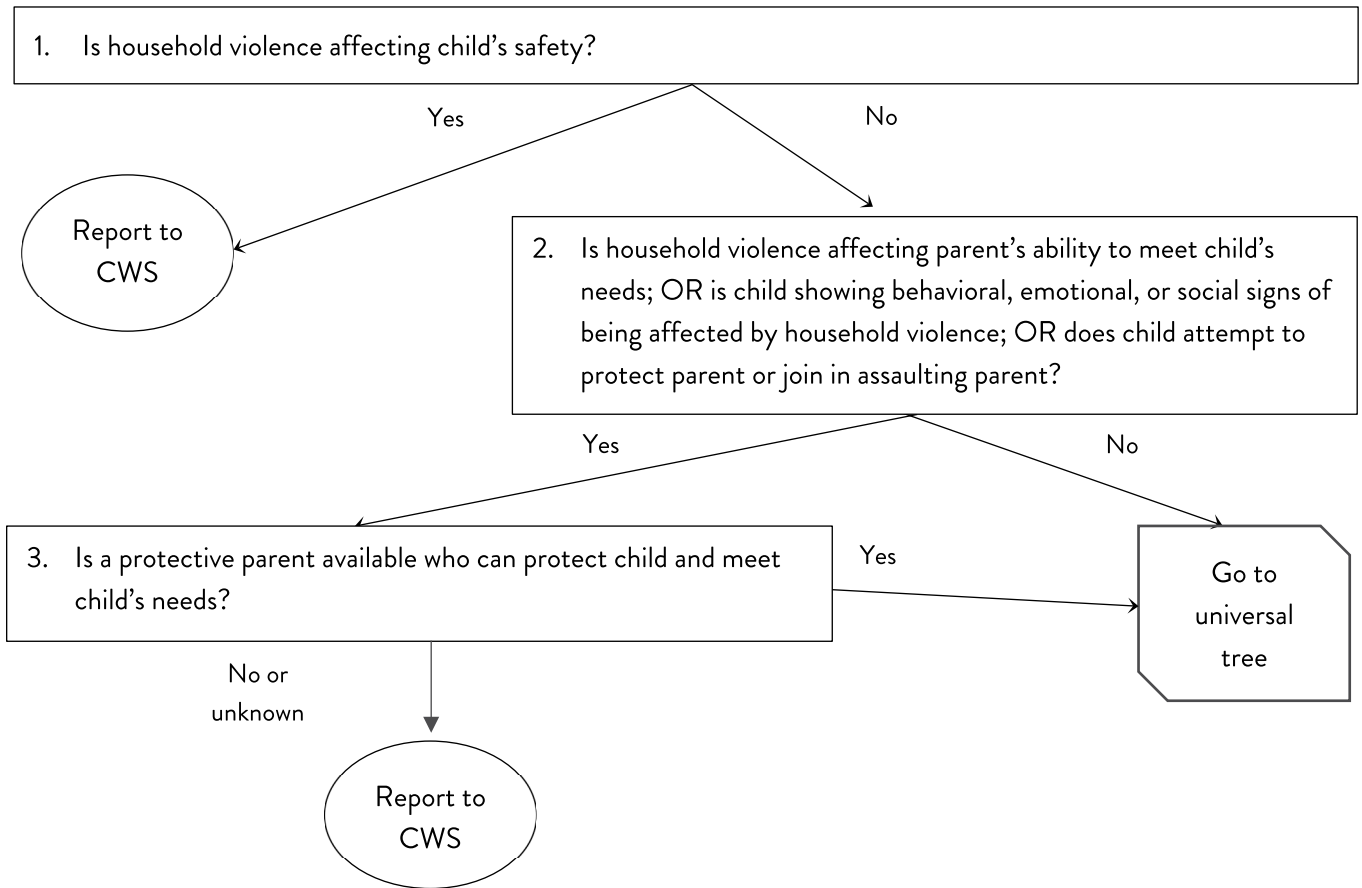 1. Is household violence affecting child’s safety?
Yes
No
Report to
CWS
2. Is household violence affecting parent’s ability to meet child’s
needs; OR is child showing behavioral, emotional, or social signs of
being affected by household violence; OR does child attempt to
protect parent or join in assaulting parent?
Yes
No
3. Is a protective parent available who can protect child and meet
child’s needs?
Yes
Go to
universal
tree
No or
unknown
Report to
CWS